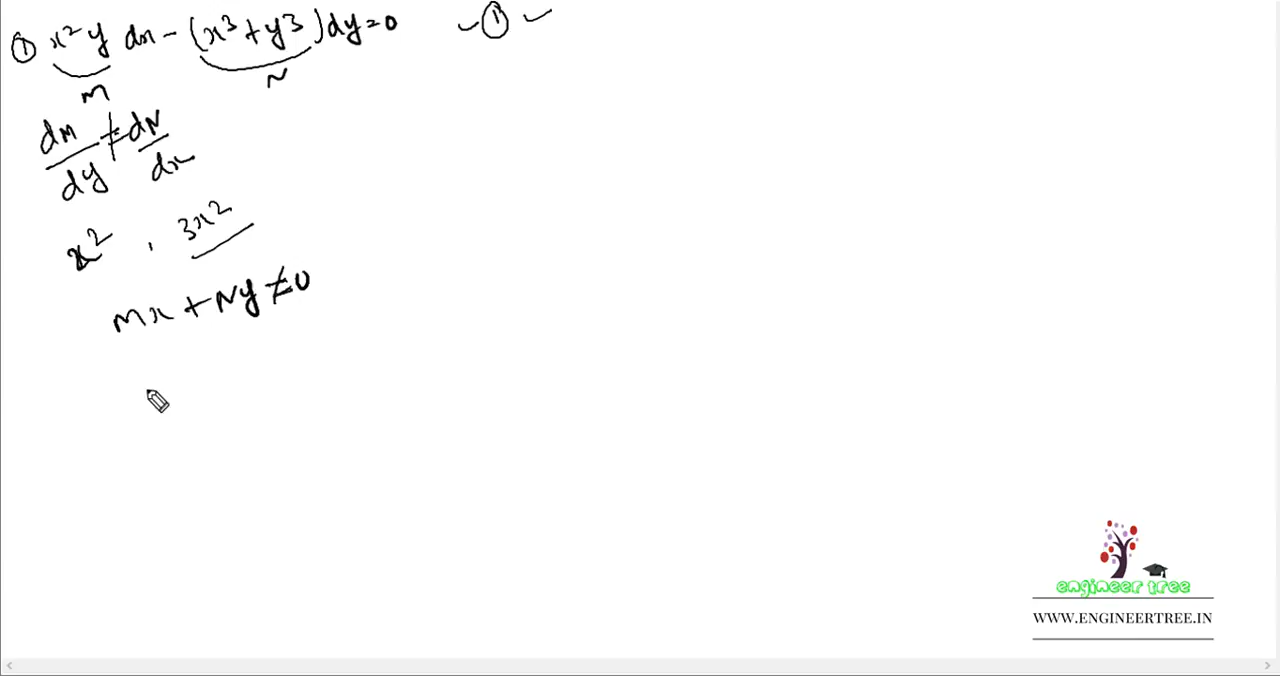 ① x²y dx - (x³+y³)dy=0 -①
M N
dM/dy ≠ dN/dx
x² , 3x²
Mx + Ny ≠ 0
engineer tree
WWW.ENGINEERTREE.IN